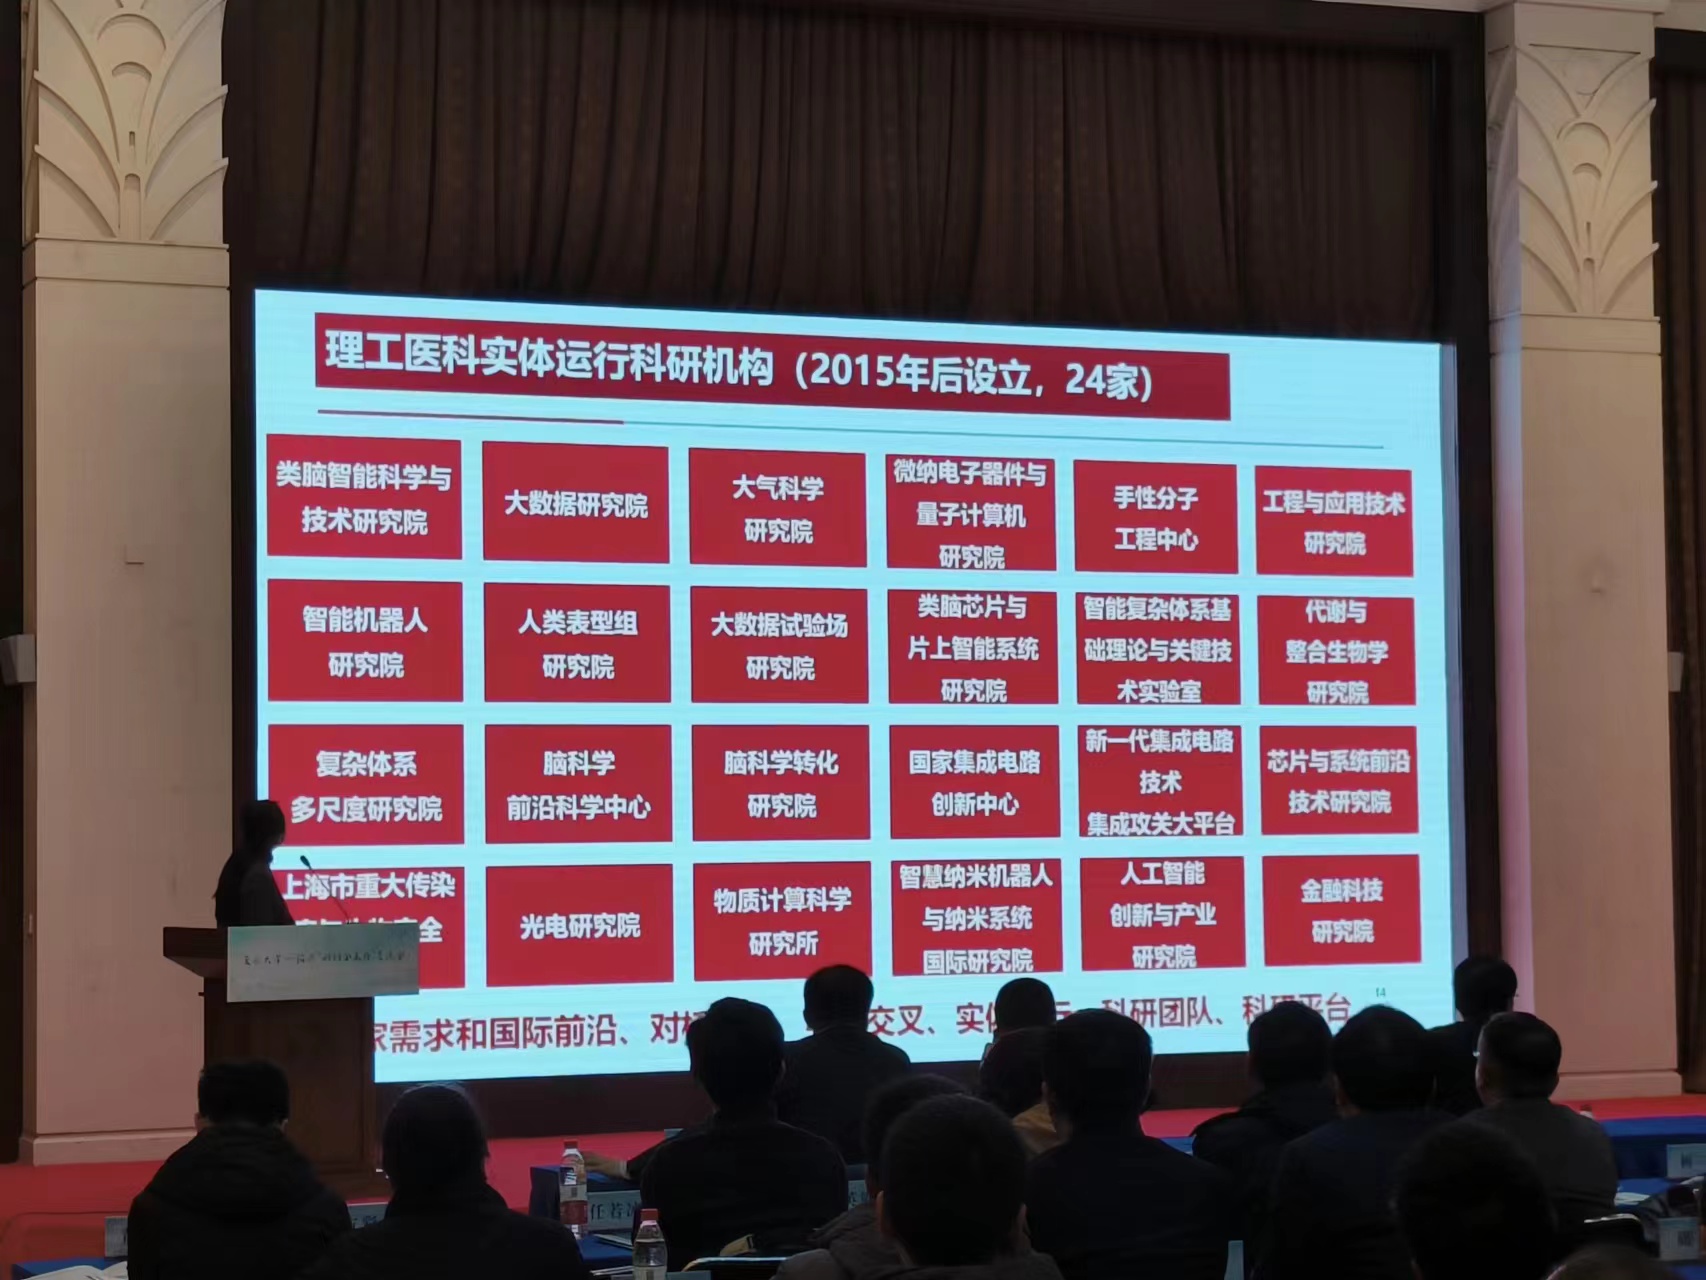 理工医科实体运行科研机构（2015年后设立，24家）
类脑智能科学与
技术研究院
大数据研究院
大气科学
研究院
微纳电子器件与
量子计算机
研究院
手性分子
工程中心
工程与应用技术
研究院
智能机器人
研究院
人类表型组
研究院
大数据试验场
研究院
类脑芯片与
片上智能系统
研究院
智能复杂体系基
础理论与关键技
术实验室
代谢与
整合生物学
研究院
复杂体系
多尺度研究院
脑科学
前沿科学中心
脑科学转化
研究院
国家集成电路
创新中心
新一代集成电路
技术
集成攻关大平台
芯片与系统前沿
技术研究院
上海市重大传染
全
光电研究院
物质计算科学
研究所
智慧纳米机器人
与纳米系统
国际研究院
人工智能
创新与产业
研究院
金融科技
研究院
14
家需求和国际前沿、对 交叉、实 科研团队、科研平台
任若